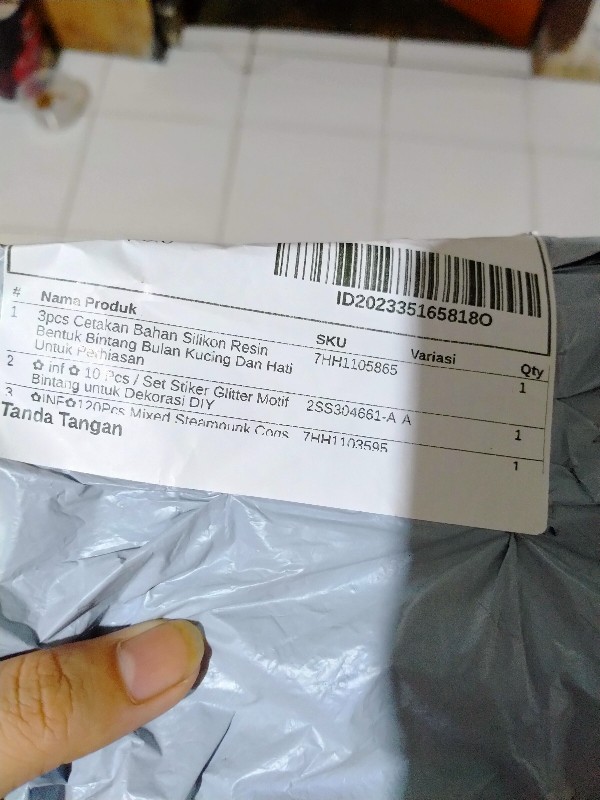 ID202335165818O
# Nama Produk SKU Variasi Qty
1 3pcs Cetakan Bahan Silikon Resin 7HH1105865 1
Bentuk Bintang Bulan Kucing Dan Hati
Untuk Perhiasan
2 ✿ inf ✿ 10 Pcs / Set Stiker Glitter Motif 2SS304661-A A 1
Bintang untuk Dekorasi DIY
3 ✿INF✿120Pcs Mixed Steampunk Cogs 7HH1103595 1
Tanda Tangan